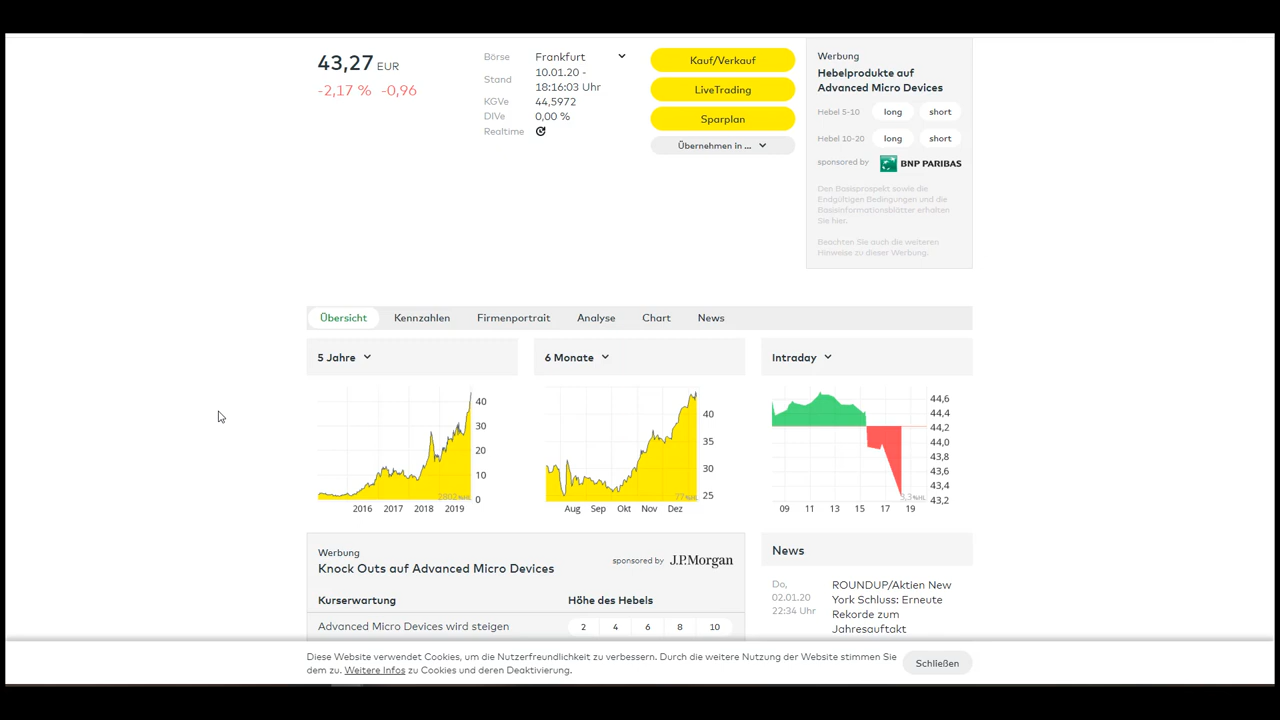 43,27 EUR
-2,17 % -0,96
Börse Frankfurt
Stand 10.01.20 -
18:16:03 Uhr
KGVe 44,5972
DIVe 0,00 %
Realtime
Kauf/Verkauf
LiveTrading
Sparplan
Übernehmen in ...
Werbung
Hebelprodukte auf
Advanced Micro Devices
Hebel 5-10 long short
Hebel 10-20 long short
sponsored by BNP PARIBAS
Den Basisprospekt sowie die
Endgültigen Bedingungen und die
Basisinformationsblätter erhalten
Sie hier.
Beachten Sie auch die weiteren
Hinweise zu dieser Werbung.
Übersicht Kennzahlen Firmenportrait Analyse Chart News
5 Jahre
40
30
20
10
0
2016 2017 2018 2019
6 Monate
40
35
30
25
Aug Sep Okt Nov Dez
Intraday
44,6
44,4
44,2
44,0
43,8
43,6
43,4
43,2
09 11 13 15 17 19
Werbung
Knock Outs auf Advanced Micro Devices
sponsored by J.P.Morgan
Kurserwartung Höhe des Hebels
Advanced Micro Devices wird steigen 2 4 6 8 10
News
Do,
02.01.20
22:34 Uhr
ROUNDUP/Aktien New
York Schluss: Erneute
Rekorde zum
Jahresauftakt
Diese Website verwendet Cookies, um die Nutzerfreundlichkeit zu verbessern. Durch die weitere Nutzung der Website stimmen Sie
dem zu. Weitere Infos zu Cookies und deren Deaktivierung.
Schließen